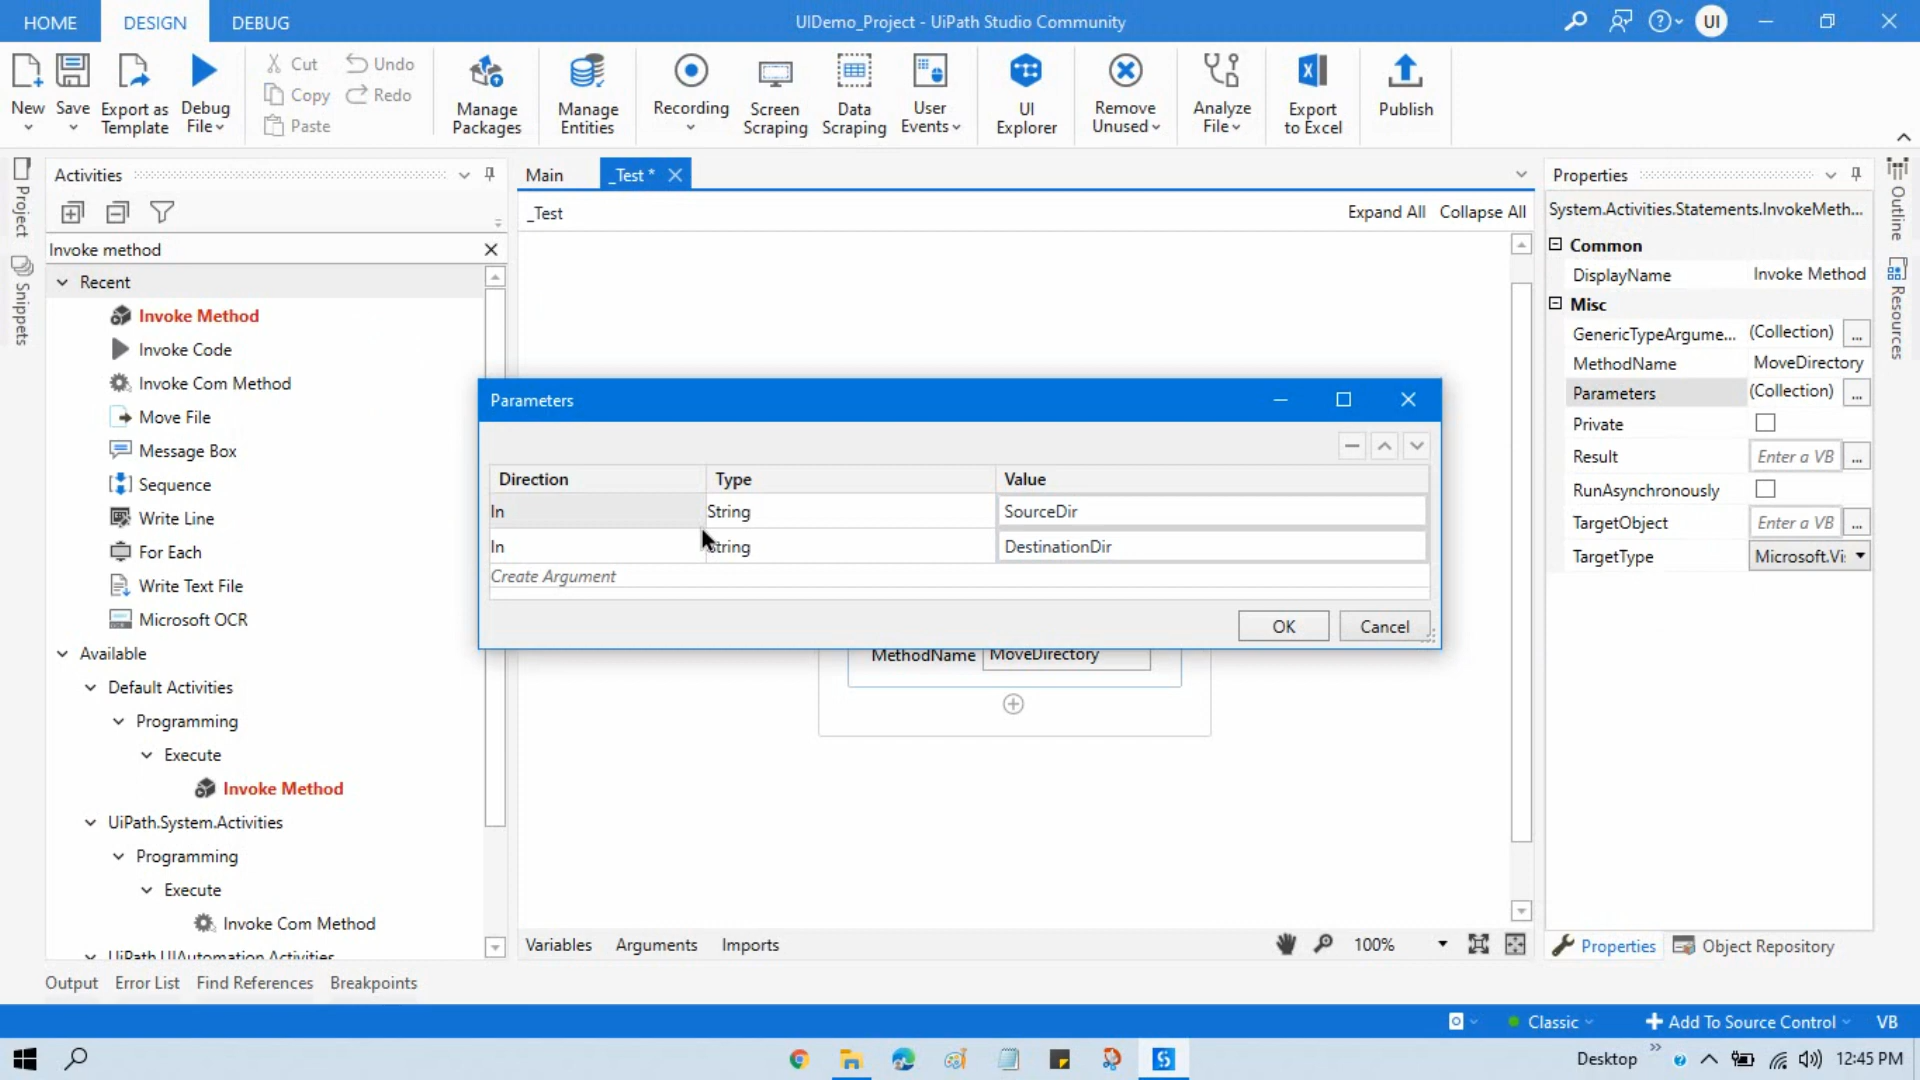 HOME DESIGN DEBUG UIDemo_Project - UiPath Studio Community UI
New Save Export as Template Debug File Cut Copy Paste Undo Redo Manage Packages Manage Entities Recording Screen Scraping Data Scraping User Events UI Explorer Remove Unused Analyze File Export to Excel Publish
Project
Snippets
Activities
Invoke method
Recent
Invoke Method
Invoke Code
Invoke Com Method
Move File
Message Box
Sequence
Write Line
For Each
Write Text File
Microsoft OCR
Available
Default Activities
Programming
Execute
Invoke Method
UiPath.System.Activities
Programming
Execute
Invoke Com Method
UiPath.UIAutomation.Activities
Main _Test *
_Test Expand All Collapse All
Parameters
Direction Type Value
In String SourceDir
In String DestinationDir
Create Argument
OK Cancel
MethodName MoveDirectory
Variables Arguments Imports 100%
Properties
System.Activities.Statements.InvokeMeth...
Common
DisplayName Invoke Method
Misc
GenericTypeArgume... (Collection) ...
MethodName MoveDirectory
Parameters (Collection) ...
Private
Result Enter a VB ...
RunAsynchronously
TargetObject Enter a VB ...
TargetType Microsoft.Vi
Properties Object Repository
Outline
Resources
Output Error List Find References Breakpoints
Classic Add To Source Control VB
Desktop 12:45 PM